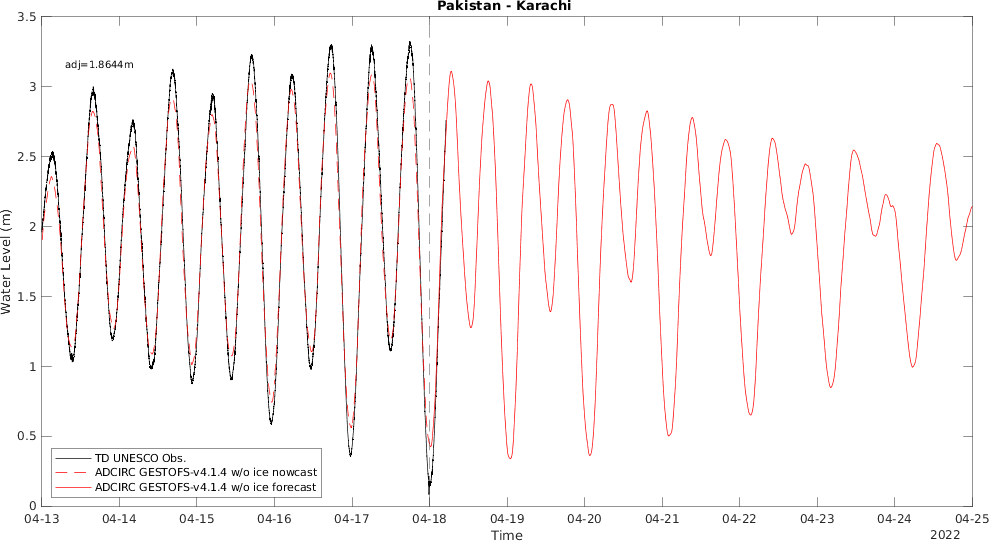 Pakistan - Karachi
3.5
adj=1.8644m
3
2.5
2
Water Level (m)
1.5
1
0.5
TD UNESCO Obs.
ADCIRC GESTOFS-v4.1.4 w/o ice nowcast
ADCIRC GESTOFS-v4.1.4 w/o ice forecast
0
04-13 04-14 04-15 04-16 04-17 04-18 04-19 04-20 04-21 04-22 04-23 04-24 04-25
Time 2022